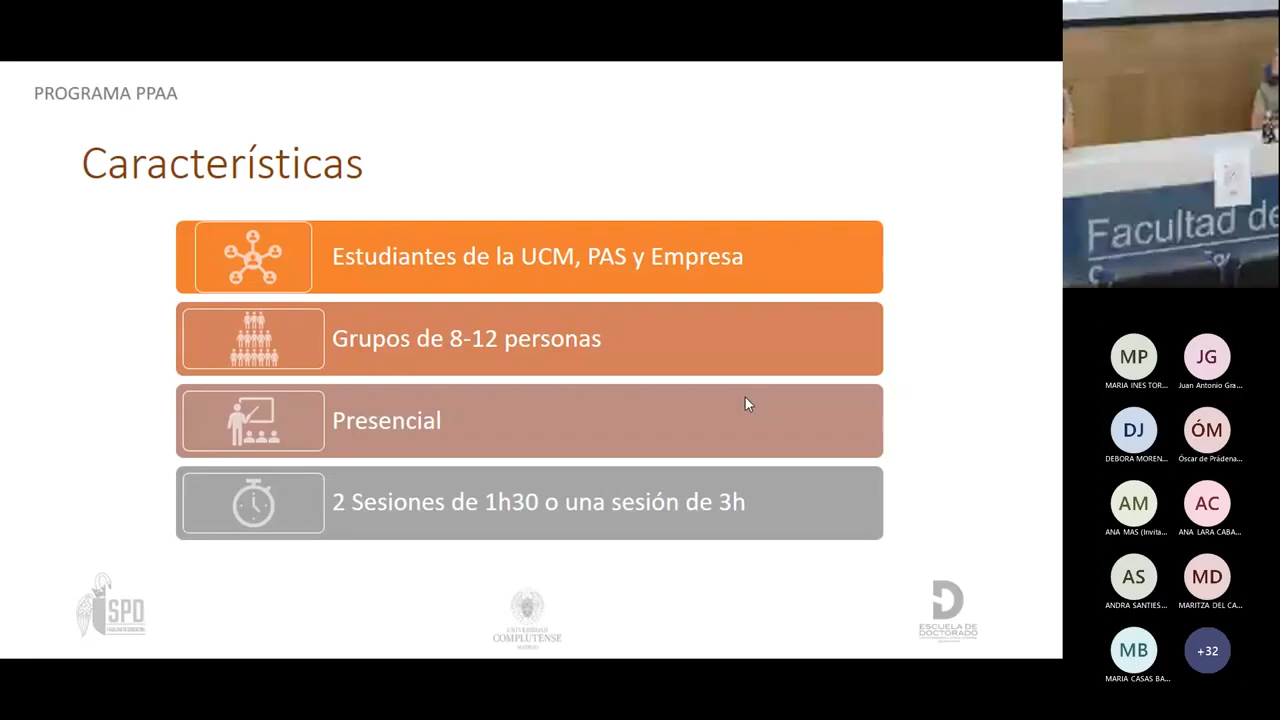 PROGRAMA PPAA
Características
Estudiantes de la UCM, PAS y Empresa
Grupos de 8-12 personas
Presencial
2 Sesiones de 1h30 o una sesión de 3h
SPD
UNIVERSIDAD
COMPLUTENSE
MADRID
D
ESCUELA DE
DOCTORADO
Facultad de
MP
JG
MARIA INES TOR...
Juan Antonio Gra...
DJ
ÓM
DEBORA MOREN...
Óscar de Prádena...
AM
AC
ANA MAS (Invita...
ANA LARA CABA...
AS
MD
ANDRA SANTIES...
MARITZA DEL CA...
MB
+32
MARIA CASAS BA...